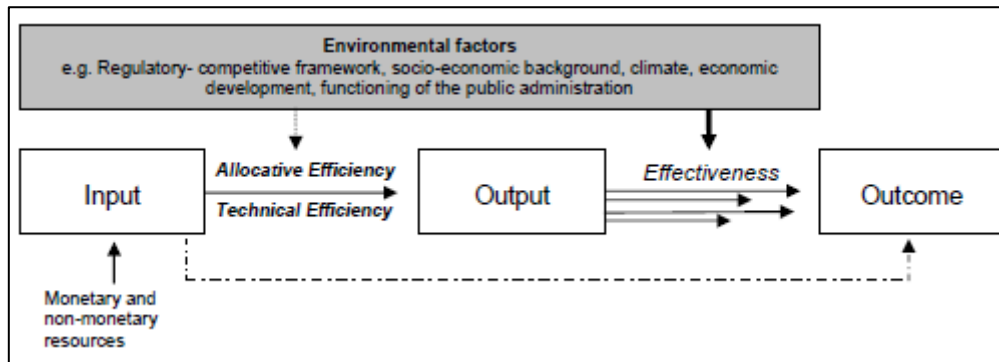 Environmental factors
e.g. Regulatory- competitive framework, socio-economic background, climate, economic
development, functioning of the public administration
Allocative Efficiency
Effectiveness
Input
Output
Outcome
Technical Efficiency
Monetary and
non-monetary
resources